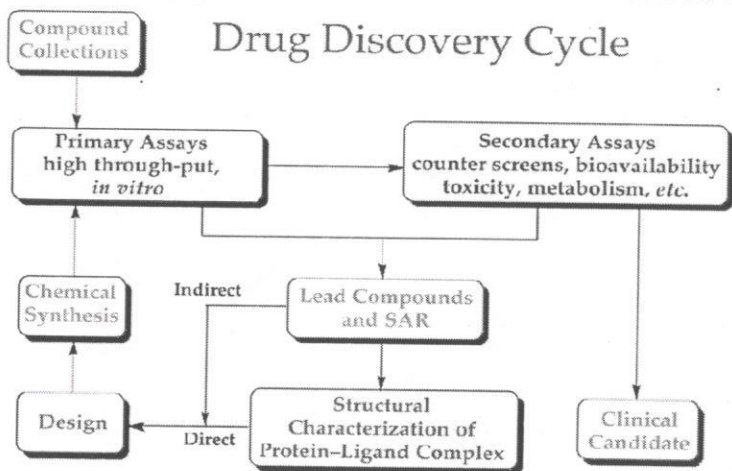 Drug Discovery Cycle
Compound
Collections
Primary Assays
high through-put,
in vitro
Secondary Assays
counter screens, bioavailability
toxicity, metabolism, etc.
Chemical
Synthesis
Indirect
Lead Compounds
and SAR
Design
Direct
Structural
Characterization of
Protein–Ligand Complex
Clinical
Candidate